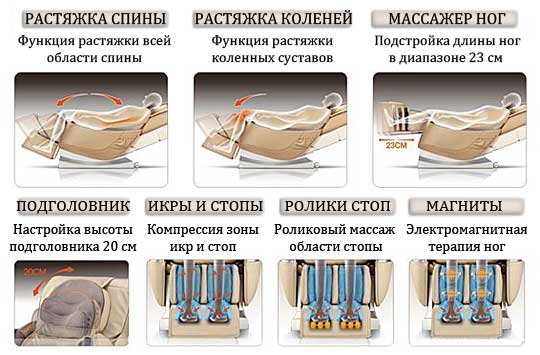 РАСТЯЖКА СПИНЫ
Функция растяжки всей
области спины
РАСТЯЖКА КОЛЕНЕЙ
Функция растяжки
коленных суставов
МАССАЖЕР НОГ
Подстройка длины ног
в диапазоне 23 см
23CM
ПОДГОЛОВНИК
Настройка высоты
подголовника 20 см
20CM
ИКРЫ И СТОПЫ
Компрессия зоны
икр и стоп
РОЛИКИ СТОП
Роликовый массаж
области стопы
МАГНИТЫ
Электромагнитная
терапия ног